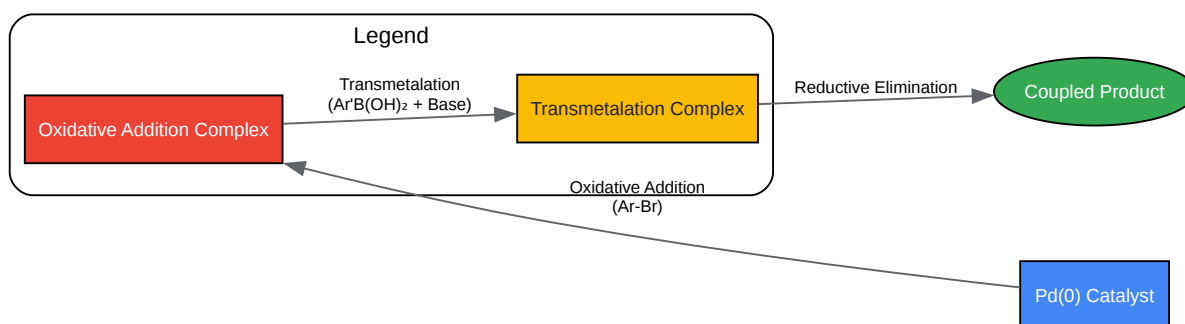 Legend
Transmetalation
(Ar'B(OH)₂ + Base)
Oxidative Addition Complex
Transmetalation Complex
Reductive Elimination
Coupled Product
Oxidative Addition
(Ar-Br)
Pd(0) Catalyst